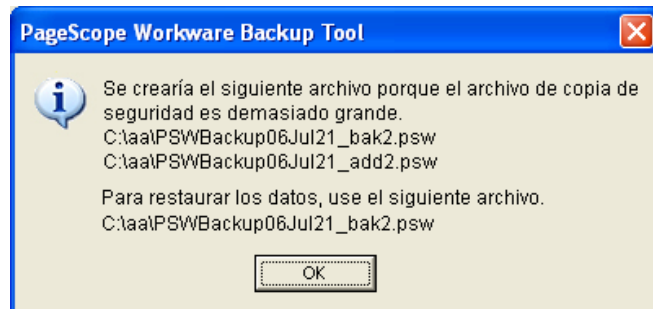 PageScope Workware Backup Tool
Se crearía el siguiente archivo porque el archivo de copia de
seguridad es demasiado grande.
C:\aa\PSWBackup06Jul21_bak2.psw
C:\aa\PSWBackup06Jul21_add2.psw
Para restaurar los datos, use el siguiente archivo.
C:\aa\PSWBackup06Jul21_bak2.psw
OK